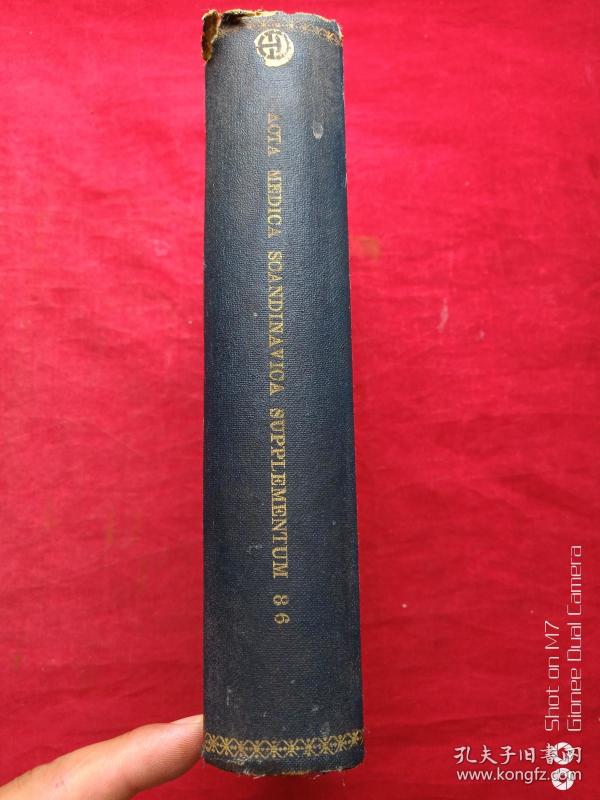 ACTA MEDICA SCANDINAVICA SUPPLEMENTUM 86
Shot on M7
Gionee Dual Camera
孔夫子旧书网
www.kongfz.com